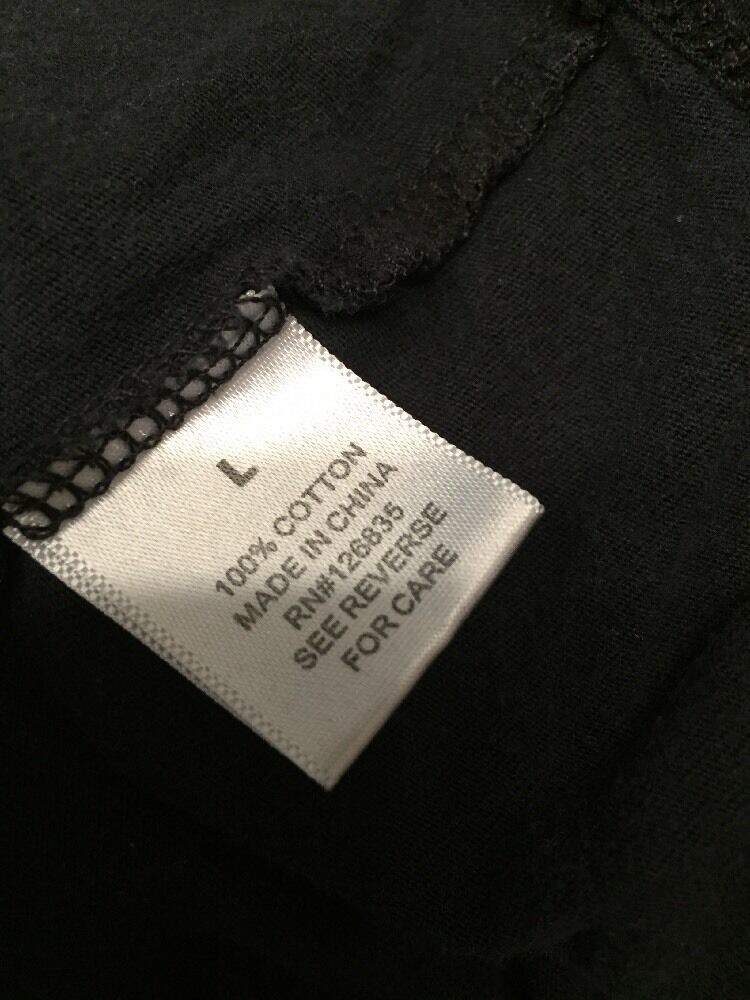 L
100% COTTON
MADE IN CHINA
RN#126835
SEE REVERSE
FOR CARE